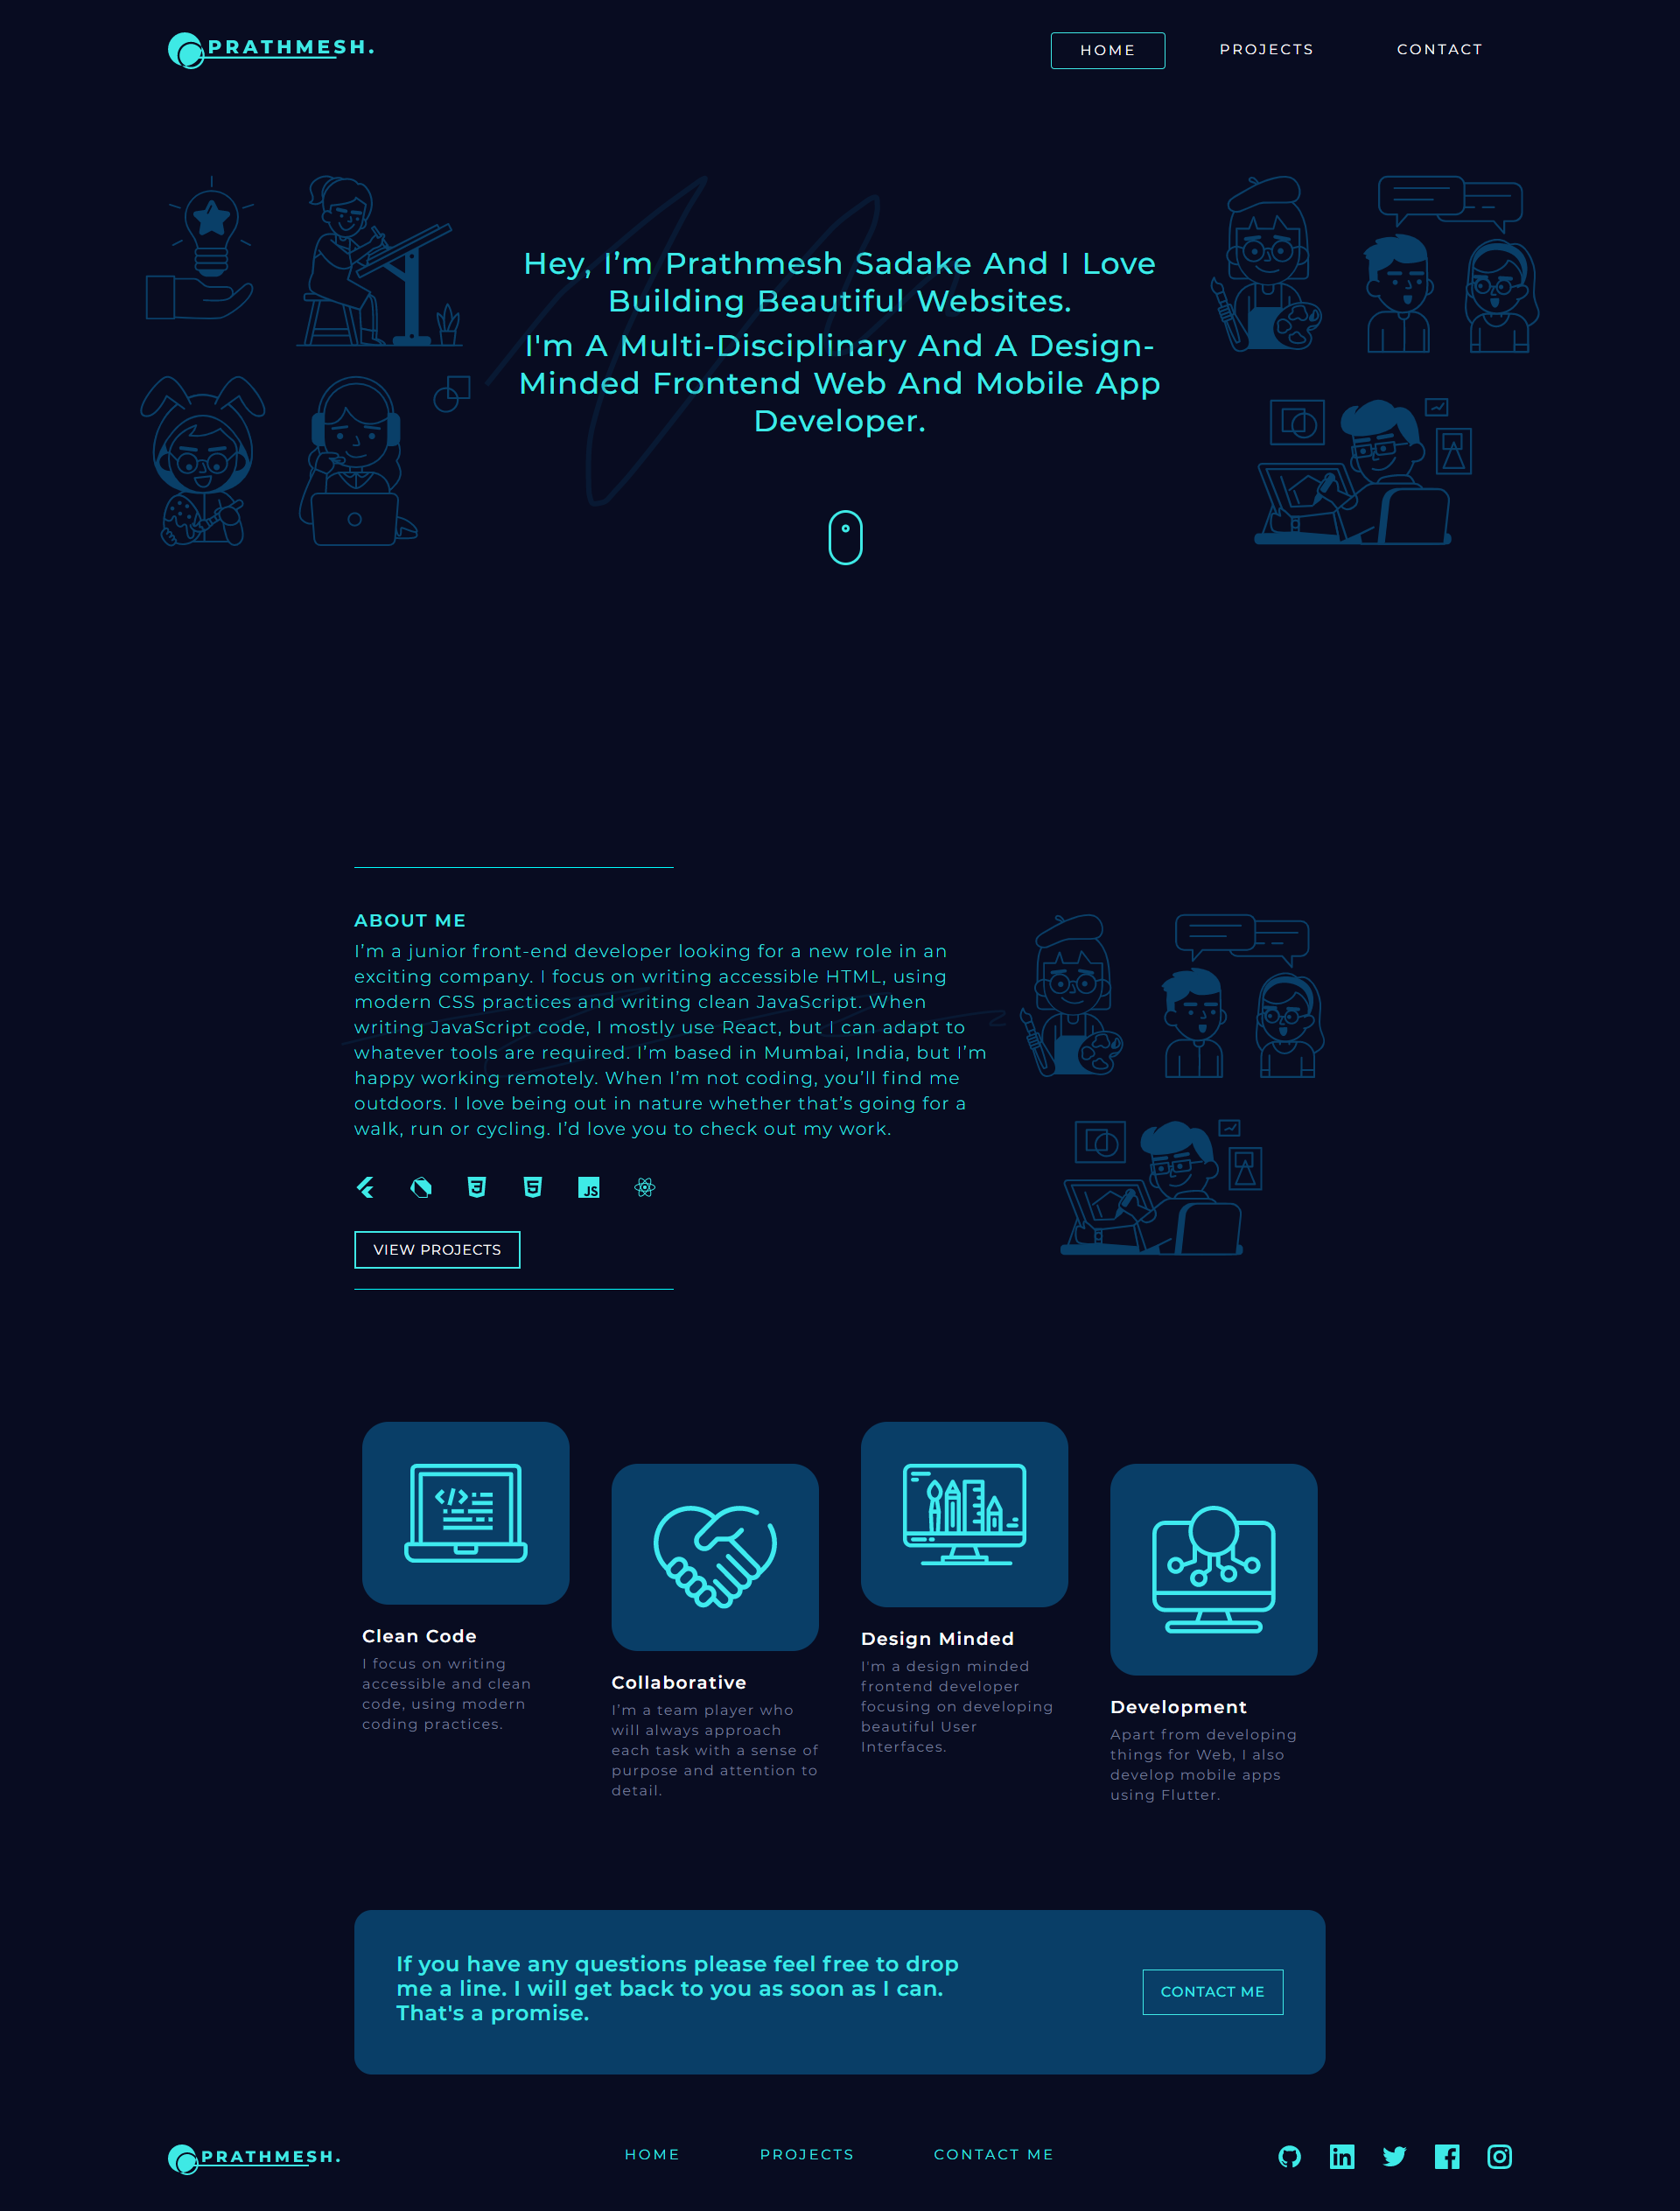 PRATHMESH.
HOME
PROJECTS
CONTACT
Hey, I’m Prathmesh Sadake And I Love
Building Beautiful Websites.
I'm A Multi-Disciplinary And A Design-
Minded Frontend Web And Mobile App
Developer.
ABOUT ME
I’m a junior front-end developer looking for a new role in an
exciting company. I focus on writing accessible HTML, using
modern CSS practices and writing clean JavaScript. When
writing JavaScript code, I mostly use React, but I can adapt to
whatever tools are required. I’m based in Mumbai, India, but I’m
happy working remotely. When I’m not coding, you’ll find me
outdoors. I love being out in nature whether that’s going for a
walk, run or cycling. I’d love you to check out my work.
JS
VIEW PROJECTS
Clean Code
I focus on writing
accessible and clean
code, using modern
coding practices.
Collaborative
I’m a team player who
will always approach
each task with a sense of
purpose and attention to
detail.
Design Minded
I'm a design minded
frontend developer
focusing on developing
beautiful User
Interfaces.
Development
Apart from developing
things for Web, I also
develop mobile apps
using Flutter.
If you have any questions please feel free to drop
me a line. I will get back to you as soon as I can.
That's a promise.
CONTACT ME
PRATHMESH.
HOME
PROJECTS
CONTACT ME